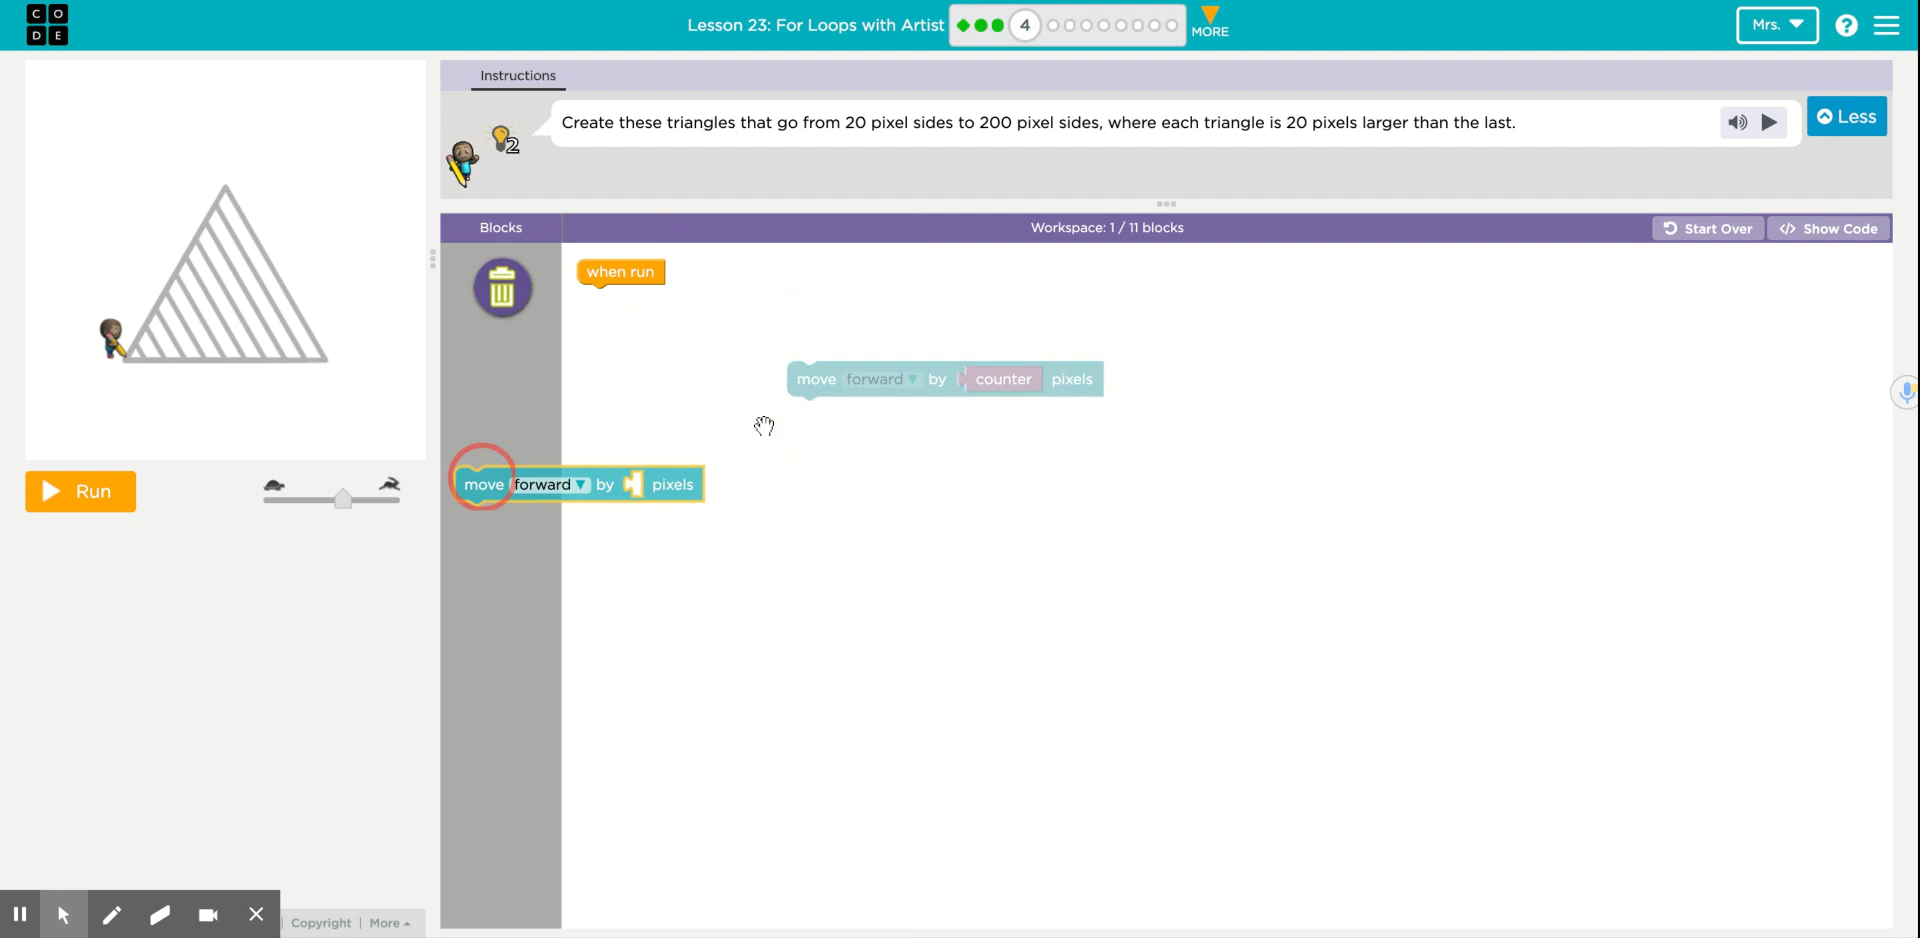 C O
D E
Lesson 23: For Loops with Artist
4
MORE
Mrs.
?
Instructions
2
Create these triangles that go from 20 pixel sides to 200 pixel sides, where each triangle is 20 pixels larger than the last.
Less
Blocks
Workspace: 1 / 11 blocks
Start Over
</> Show Code
when run
move forward by counter pixels
move forward by pixels
Run
Copyright | More